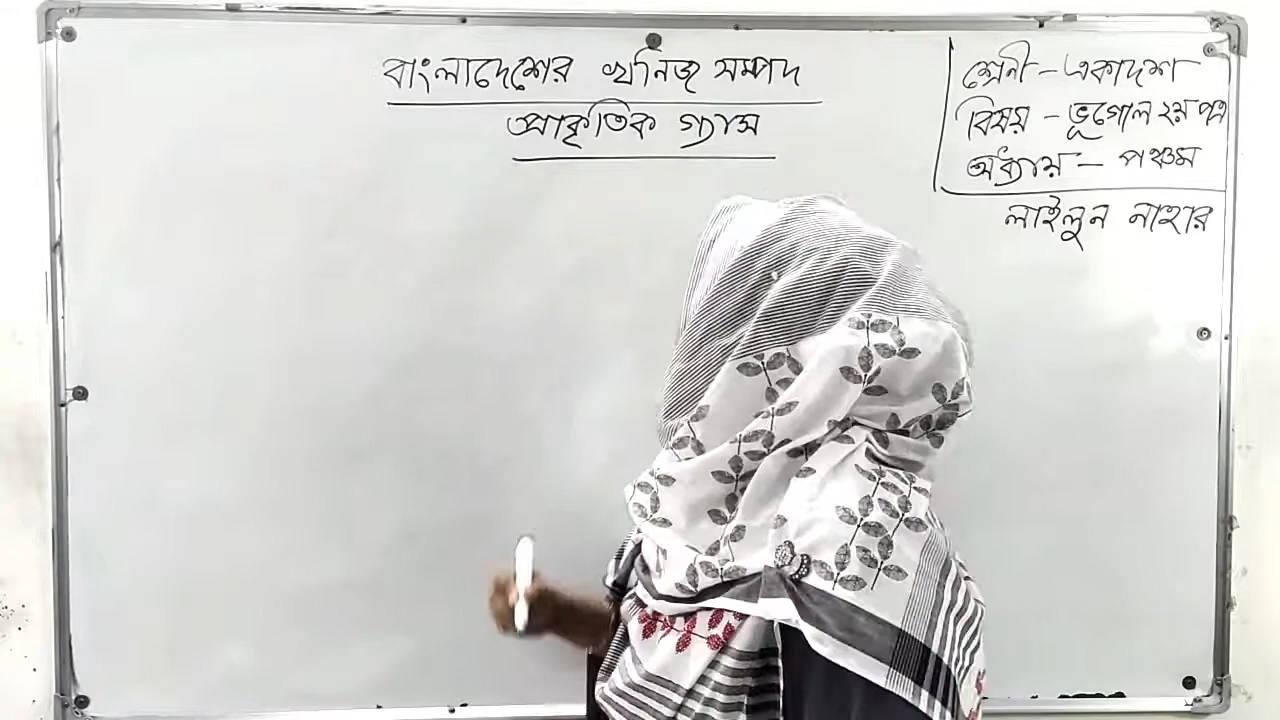 বাংলাদেশের খনিজ সম্পদ
প্রাকৃতিক গ্যাস
শ্রেনী - একাদশ
বিষয় - ভূগোল ২য় পত্র
অধ্যায় - পঞ্চম
লাইলুন নাহার